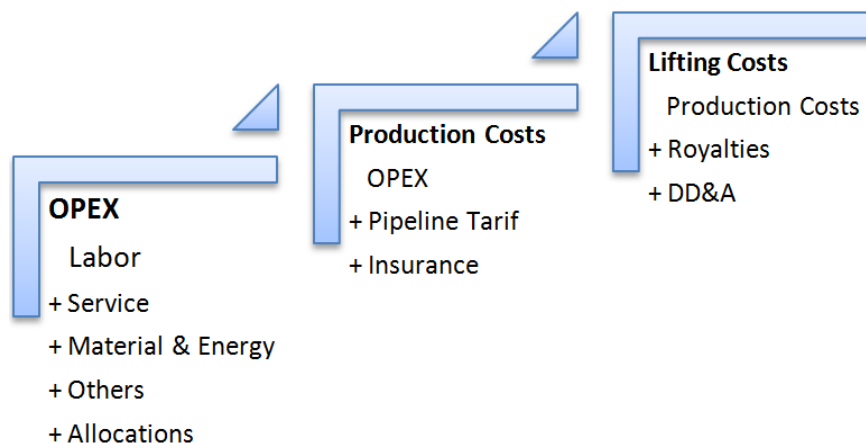 OPEX
Labor
+ Service
+ Material & Energy
+ Others
+ Allocations
Production Costs
OPEX
+ Pipeline Tarif
+ Insurance
Lifting Costs
Production Costs
+ Royalties
+ DD&A